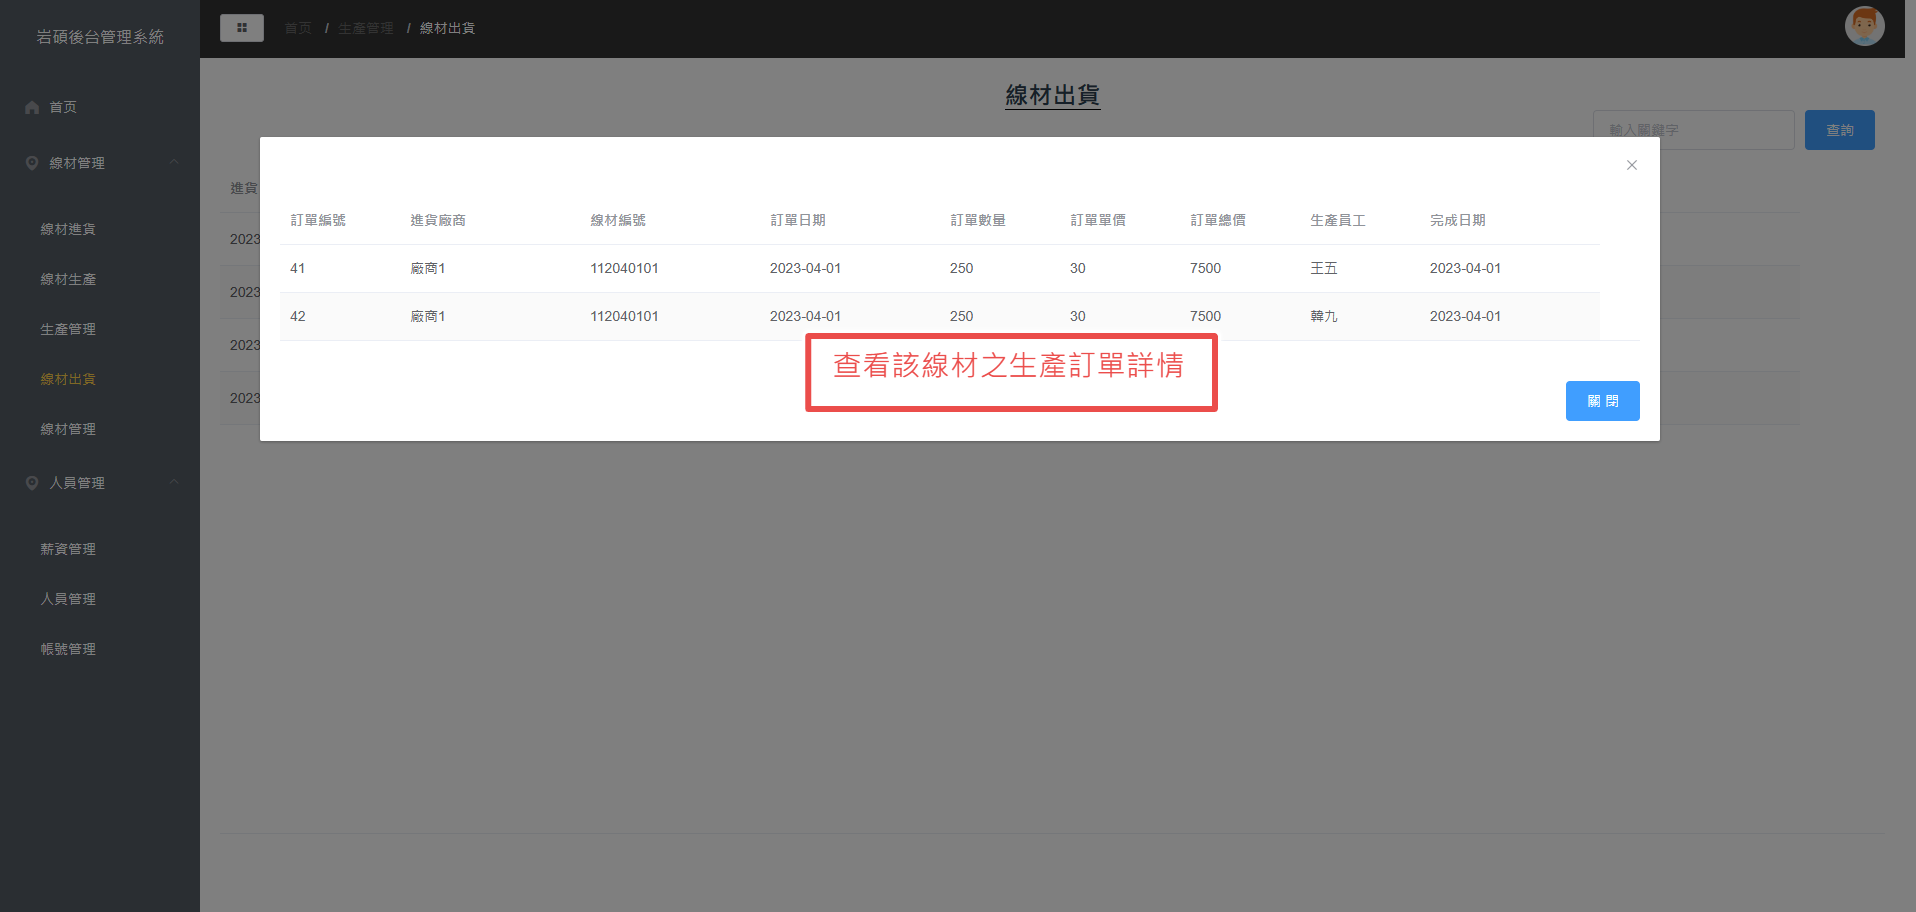 岩碩後台管理系統
首页
線材管理
線材進貨
線材生產
生產管理
線材出貨
線材管理
人員管理
薪資管理
人員管理
帳號管理
首页 / 生產管理 / 線材出貨
線材出貨
輸入關鍵字 查詢
進貨
2023
2023
2023
2023
訂單編號 進貨廠商 線材編號 訂單日期 訂單數量 訂單單價 訂單總價 生產員工 完成日期
41 廠商1 112040101 2023-04-01 250 30 7500 王五 2023-04-01
42 廠商1 112040101 2023-04-01 250 30 7500 韓九 2023-04-01
查看該線材之生產訂單詳情
關 閉